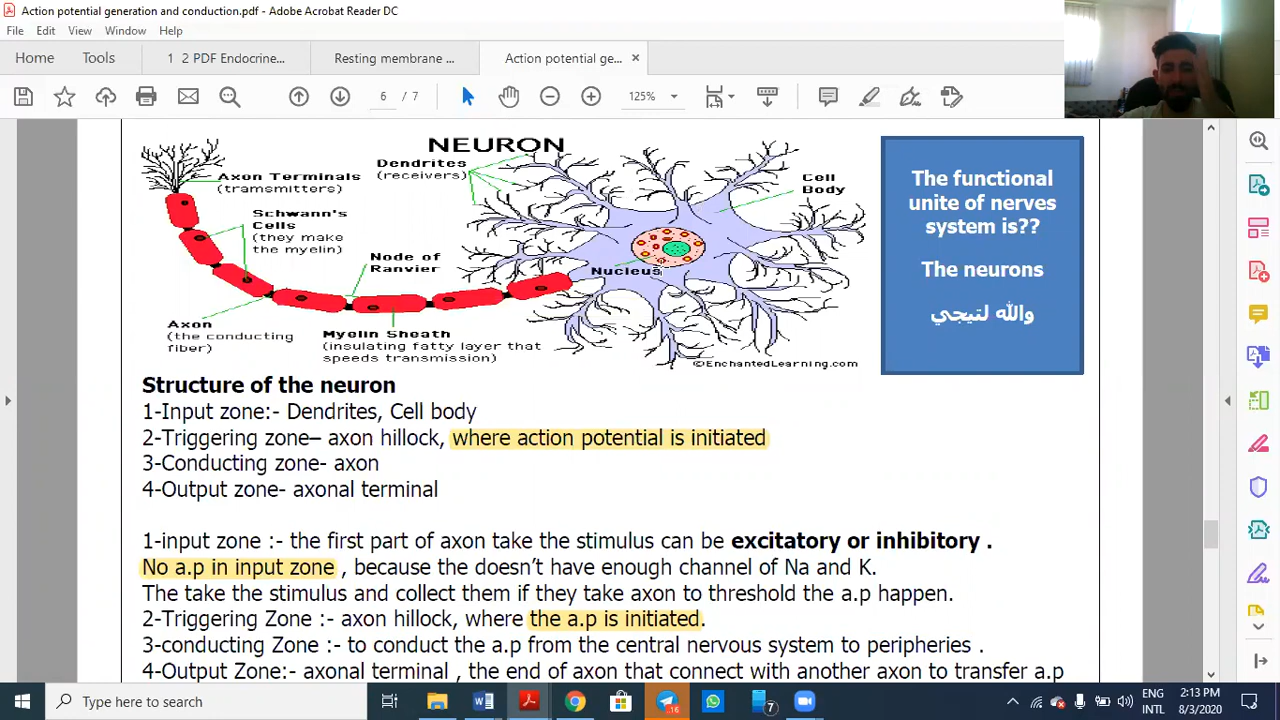 Action potential generation and conduction.pdf - Adobe Acrobat Reader DC
File Edit View Window Help
Home Tools 1 2 PDF Endocrine... Resting membrane ... Action potential ge... ×
6 / 7 125%
NEURON
Dendrites
(receivers)
Cell
Body
Axon Terminals
(transmitters)
Schwann's
Cells
(they make
the myelin)
Node of
Ranvier
Nucleus
Axon
(the conducting
fiber)
Myelin Sheath
(insulating fatty layer that
speeds transmission)
©EnchantedLearning.com
The functional
unite of nerves
system is??
The neurons
والله لتيجي
Structure of the neuron
1-Input zone:- Dendrites, Cell body
2-Triggering zone– axon hillock, where action potential is initiated
3-Conducting zone- axon
4-Output zone- axonal terminal
1-input zone :- the first part of axon take the stimulus can be excitatory or inhibitory .
No a.p in input zone , because the doesn’t have enough channel of Na and K.
The take the stimulus and collect them if they take axon to threshold the a.p happen.
2-Triggering Zone :- axon hillock, where the a.p is initiated.
3-conducting Zone :- to conduct the a.p from the central nervous system to peripheries .
4-Output Zone:- axonal terminal , the end of axon that connect with another axon to transfer a.p
Type here to search
16
7
ENG
INTL
2:13 PM
8/3/2020